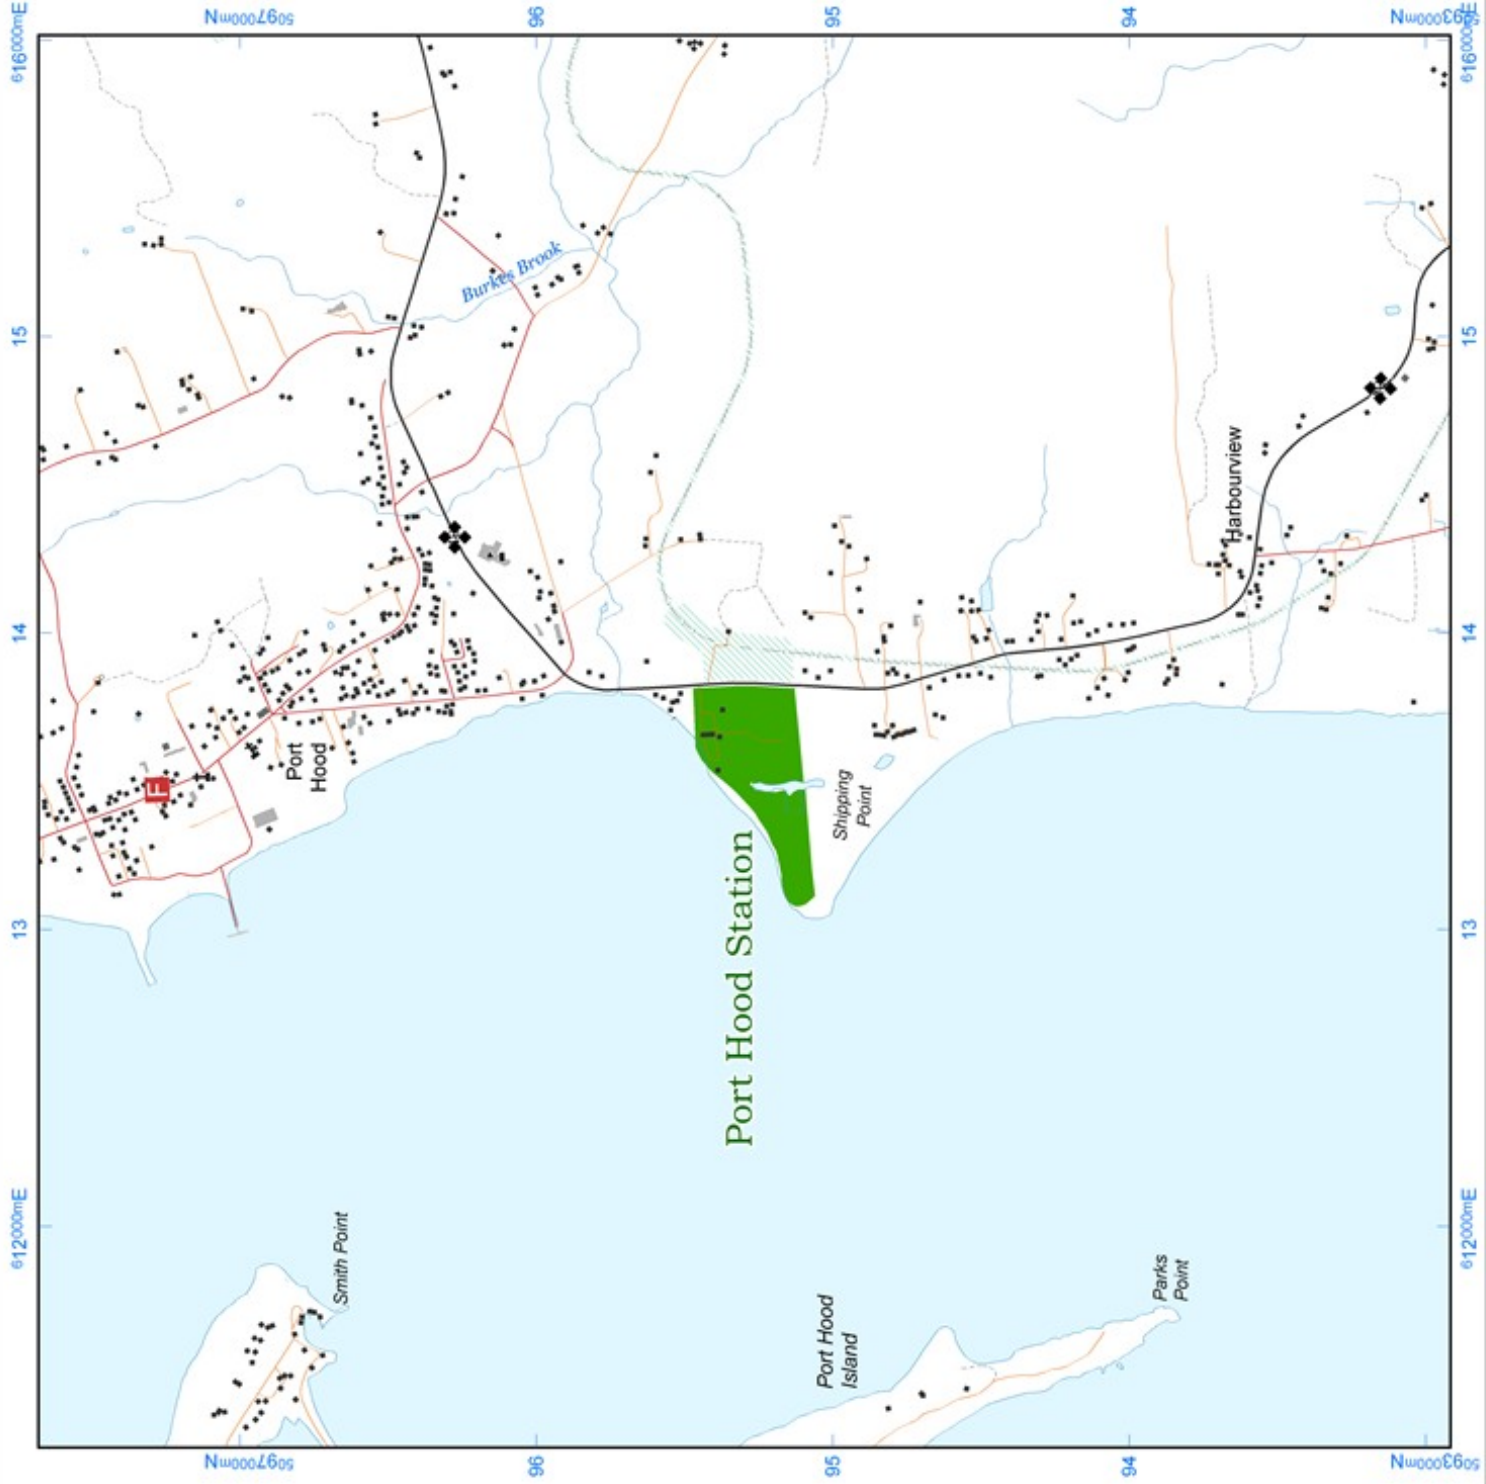 5097000mN
96
95
94
5093000mN
616000mE
616000mE
15
15
14
14
13
13
612000mE
612000mE
Burkes Brook
Harbourview
F
Port
Hood
Shipping
Point
Port Hood Station
Smith Point
Port Hood
Island
Parks
Point
5097000mN
96
95
94
5093000mN